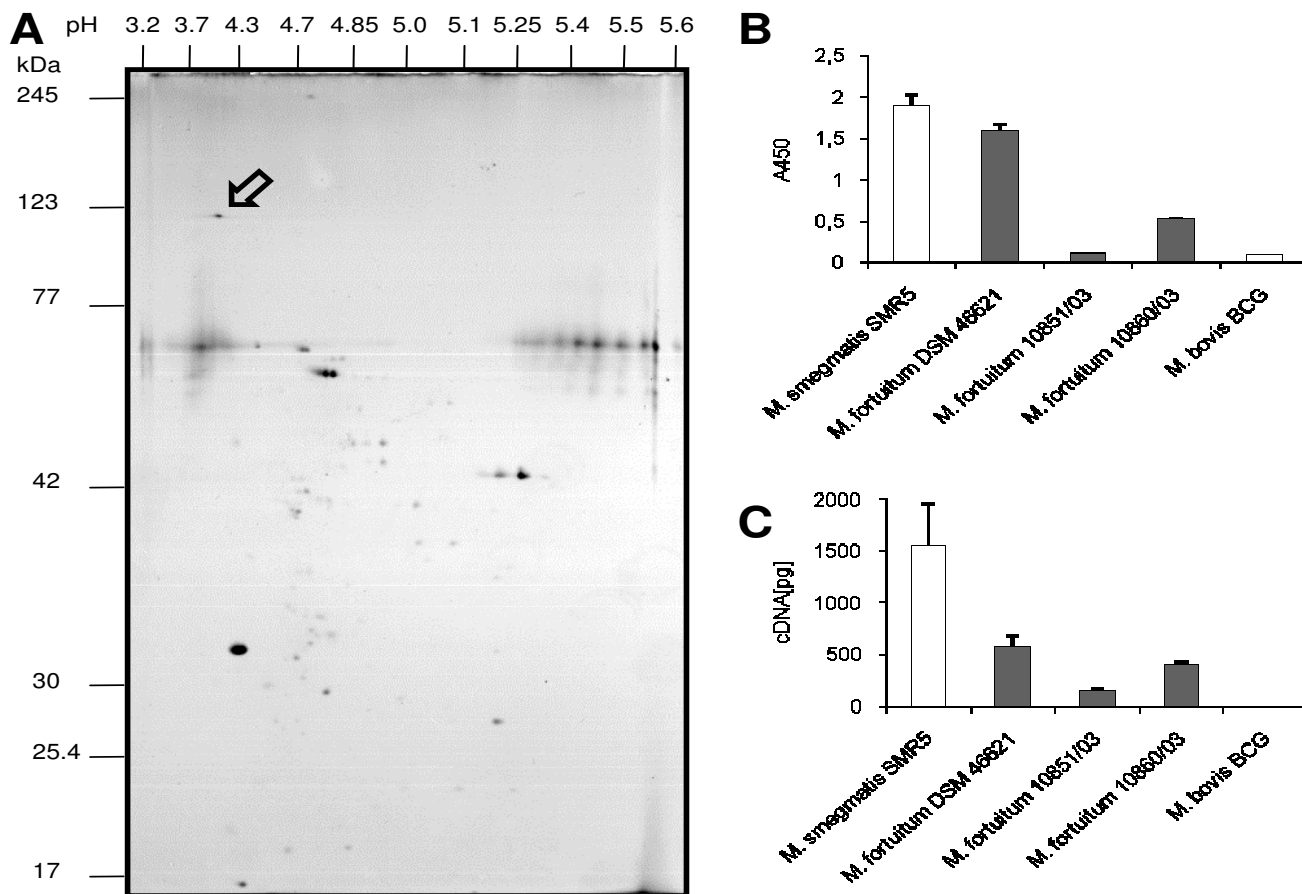 A pH 3.2 3.7 4.3 4.7 4.85 5.0 5.1 5.25 5.4 5.5 5.6
kDa
245
123
77
42
30
25.4
17
B
2,5
2
1,5
1
0,5
0
A450
M. smegmatis SMR5
M. fortuitum DSM 46621
M. fortuitum 10851/03
M. fortuitum 10860/03
M. bovis BCG
C
2000
1500
1000
500
0
cDNA[pg]
M. smegmatis SMR5
M. fortuitum DSM 46621
M. fortuitum 10851/03
M. fortuitum 10860/03
M. bovis BCG